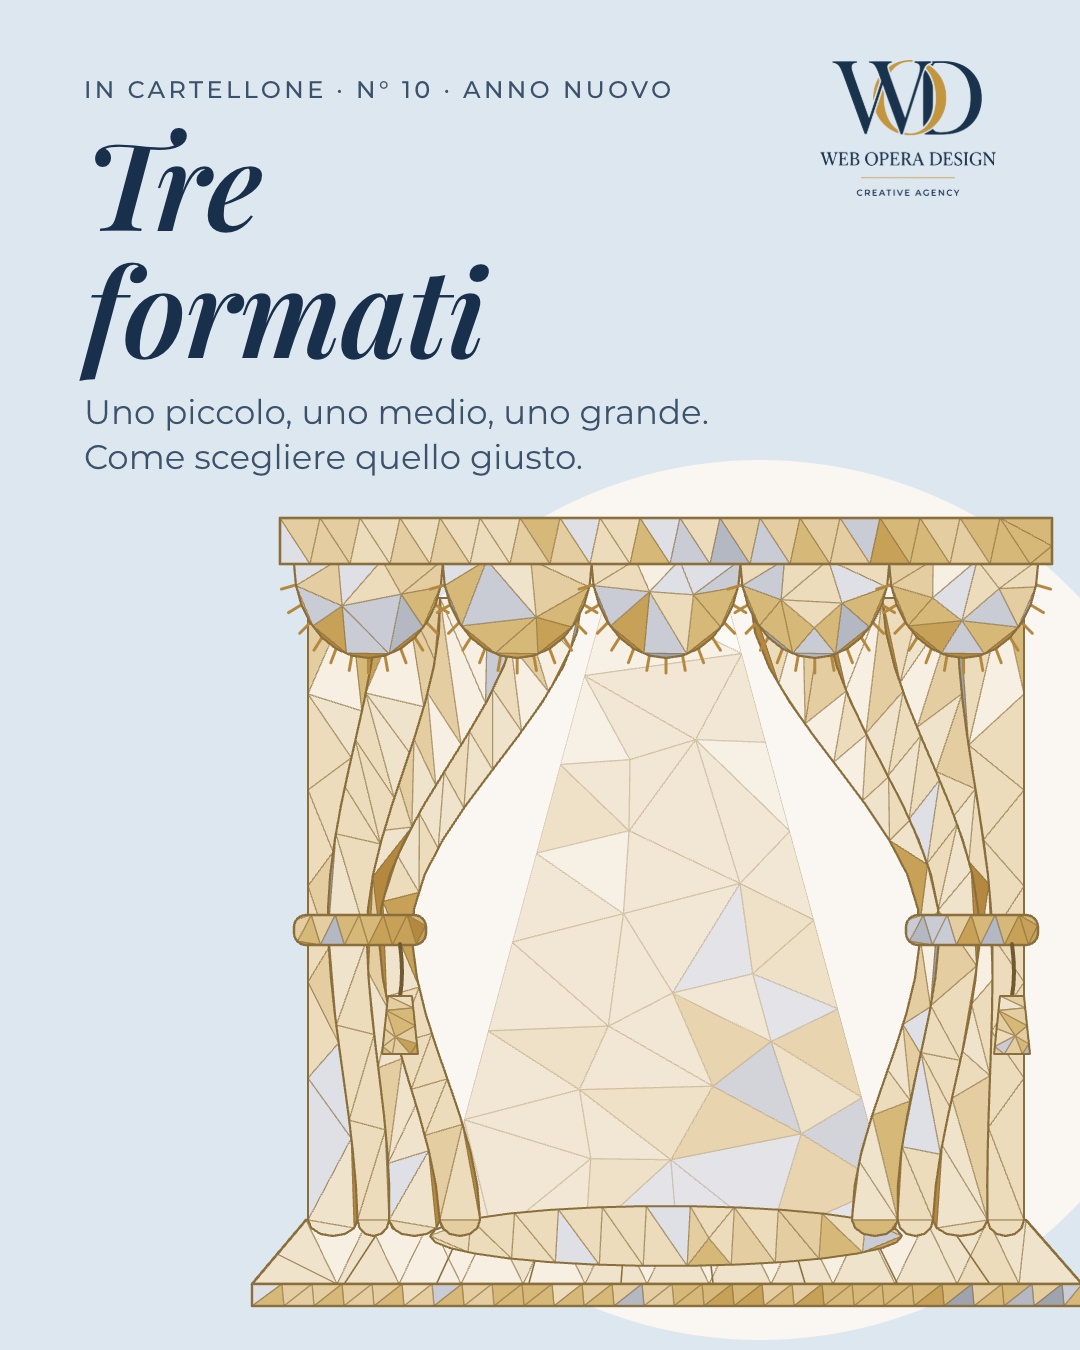 IN CARTELLONE · N° 10 · ANNO NUOVO
Tre
formati
Uno piccolo, uno medio, uno grande.
Come scegliere quello giusto.
WOD
WEB OPERA DESIGN
CREATIVE AGENCY